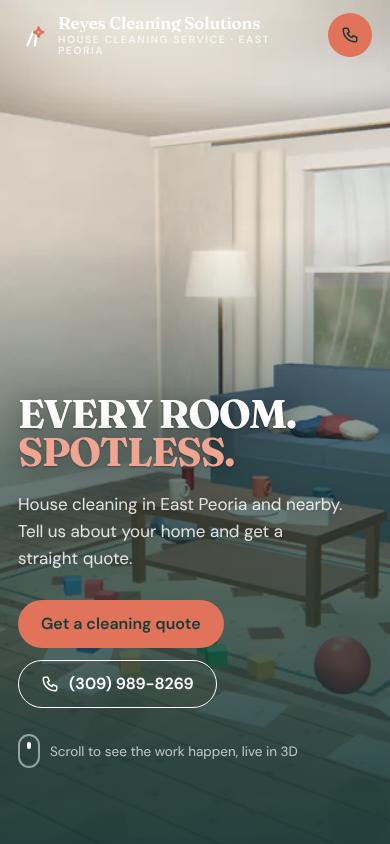 Reyes Cleaning Solutions
HOUSE CLEANING SERVICE · EAST
PEORIA
EVERY ROOM.
SPOTLESS.
House cleaning in East Peoria and nearby.
Tell us about your home and get a
straight quote.
Get a cleaning quote
(309) 989-8269
Scroll to see the work happen, live in 3D